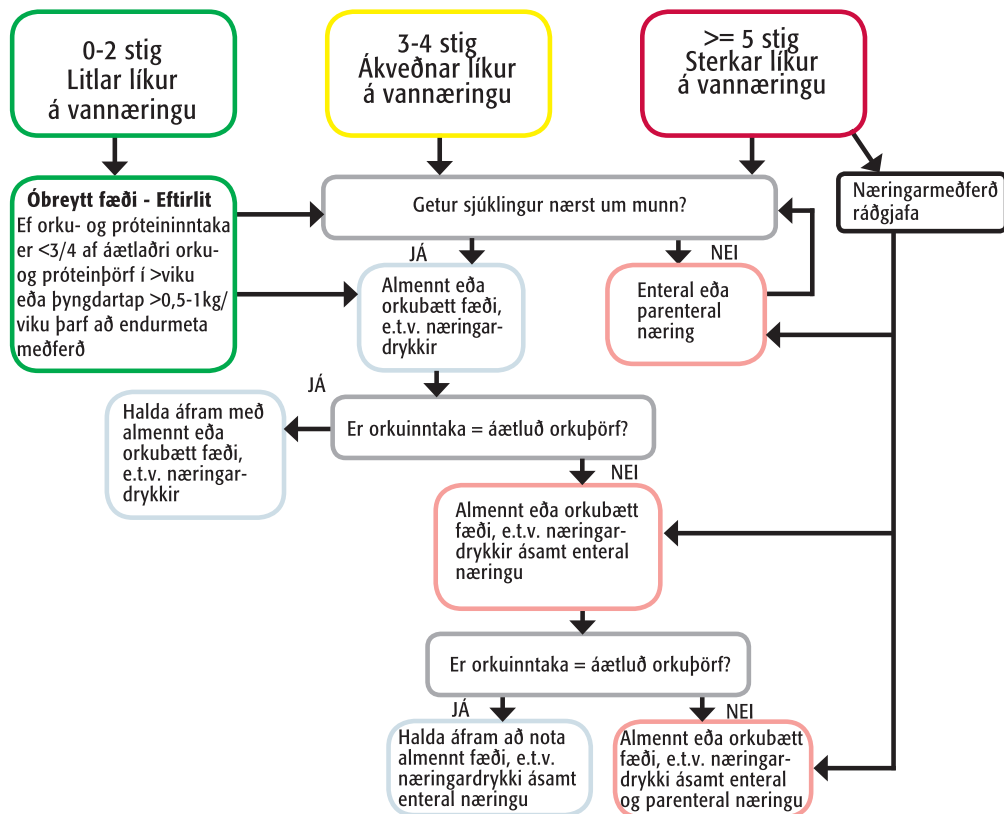 0-2 stig
Litlar líkur
á vannæringu
3-4 stig
Ákveðnar líkur
á vannæringu
>= 5 stig
Sterkar líkur
á vannæringu
Óbreytt fæði - Eftirlit
Ef orku- og próteininntaka
er <3/4 af áætlaðri orku-
og próteinþörf í >viku
eða þyngdartap >0,5-1kg/
viku þarf að endurmeta
meðferð
Getur sjúklingur nærst um munn?
Næringarmeðferð
ráðgjafa
JÁ
NEI
Almennt eða
orkubætt fæði,
e.t.v. næringar-
drykkir
Enteral eða
parenteral
næring
JÁ
Halda áfram með
almennt eða
orkubætt fæði,
e.t.v. næringar-
drykkir
Er orkuinntaka = áætluð orkuþörf?
NEI
Almennt eða orkubætt
fæði, e.t.v. næringar-
drykkir ásamt enteral
næringu
Er orkuinntaka = áætluð orkuþörf?
JÁ
NEI
Halda áfram að nota
almennt fæði, e.t.v.
næringardrykki ásamt
enteral næringu
Almennt eða orkubætt
fæði, e.t.v. næringar-
drykki ásamt enteral
og parenteral næringu